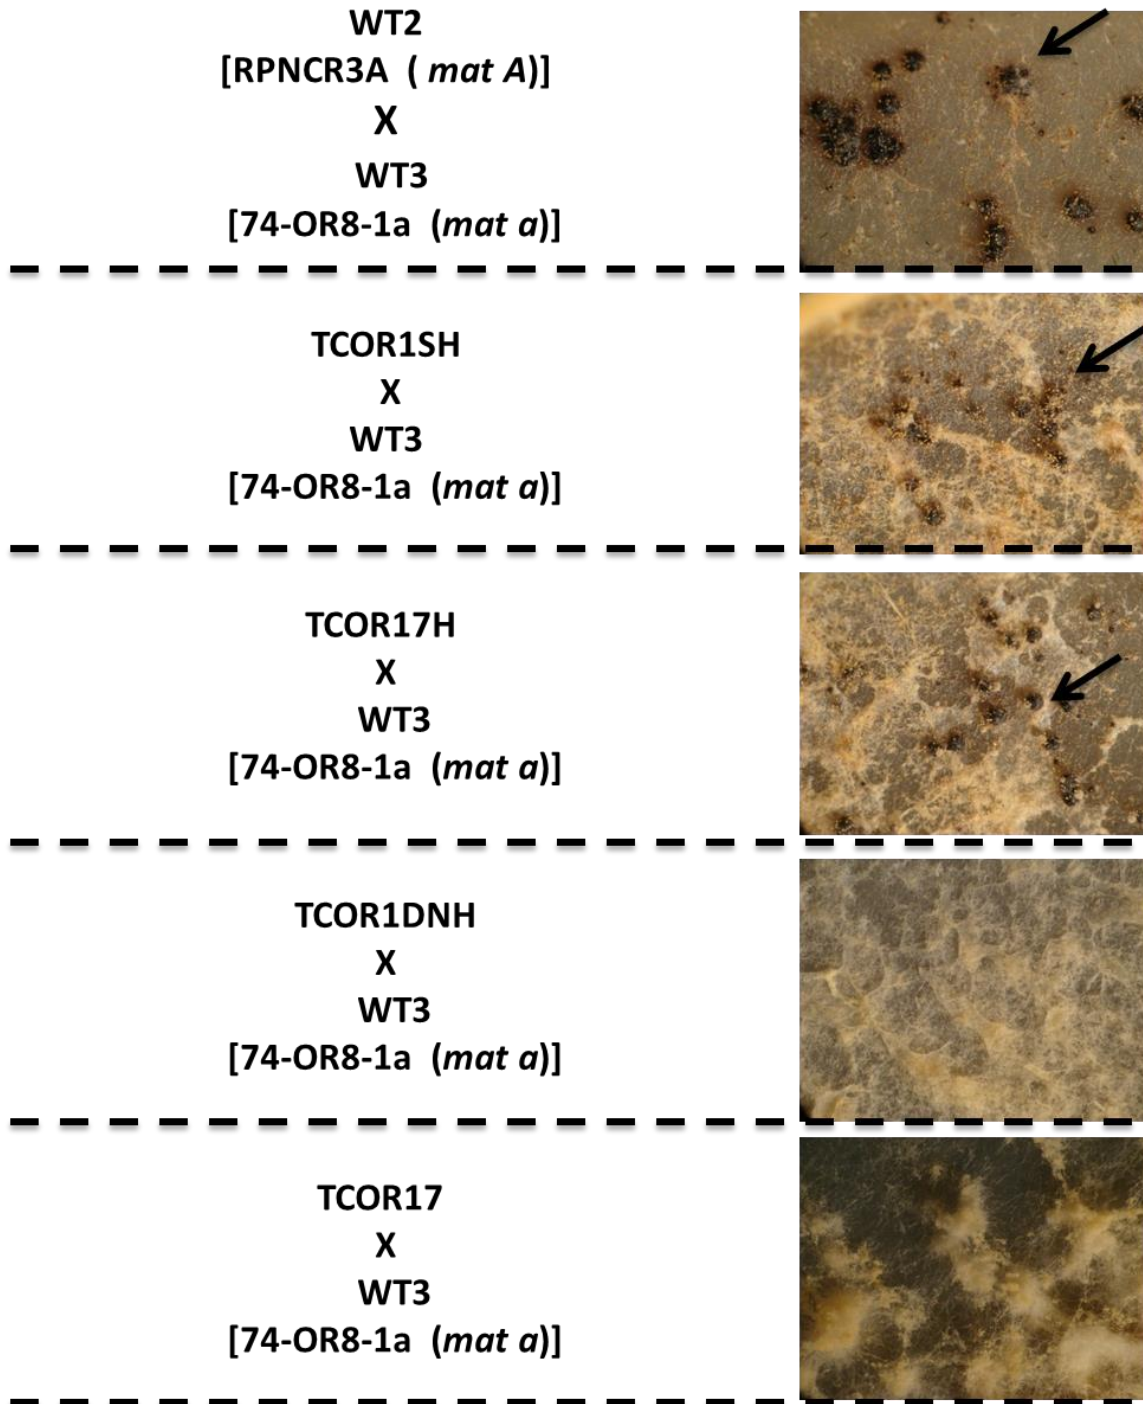 WT2
[RPNCR3A ( mat A)]
X
WT3
[74-OR8-1a (mat a)]
TCOR1SH
X
WT3
[74-OR8-1a (mat a)]
TCOR17H
X
WT3
[74-OR8-1a (mat a)]
TCOR1DNH
X
WT3
[74-OR8-1a (mat a)]
TCOR17
X
WT3
[74-OR8-1a (mat a)]